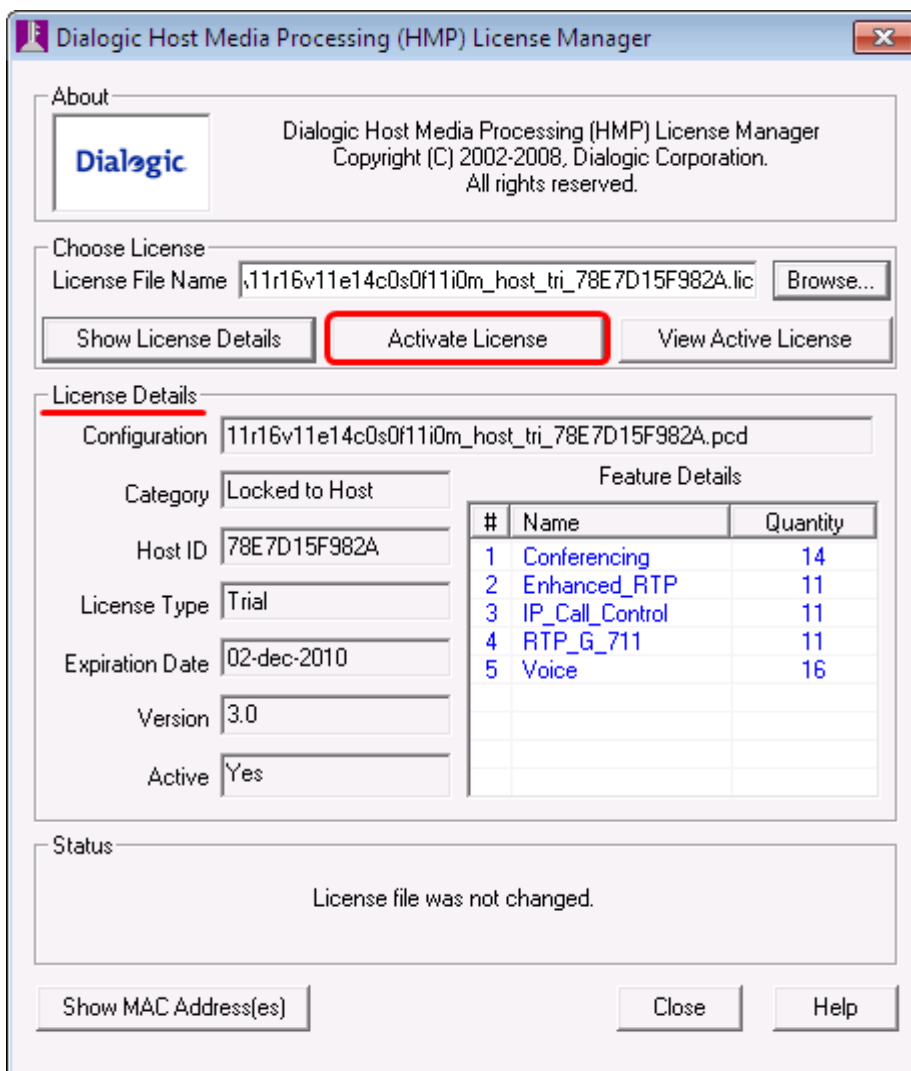 Dialogic Host Media Processing (HMP) License Manager
About
Dialogic
Dialogic Host Media Processing (HMP) License Manager
Copyright (C) 2002-2008, Dialogic Corporation.
All rights reserved.
Choose License
License File Name \11r16v11e14c0s0f11i0m_host_tri_78E7D15F982A.lic Browse...
Show License Details Activate License View Active License
License Details
Configuration 11r16v11e14c0s0f11i0m_host_tri_78E7D15F982A.pcd
Category Locked to Host
Host ID 78E7D15F982A
License Type Trial
Expiration Date 02-dec-2010
Version 3.0
Active Yes
Feature Details
# Name Quantity
1 Conferencing 14
2 Enhanced_RTP 11
3 IP_Call_Control 11
4 RTP_G_711 11
5 Voice 16
Status
License file was not changed.
Show MAC Address(es) Close Help